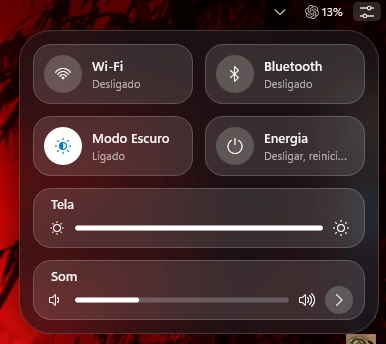 13%
Wi-Fi
Desligado
Bluetooth
Desligado
Modo Escuro
Ligado
Energia
Desligar, reinici...
Tela
Som